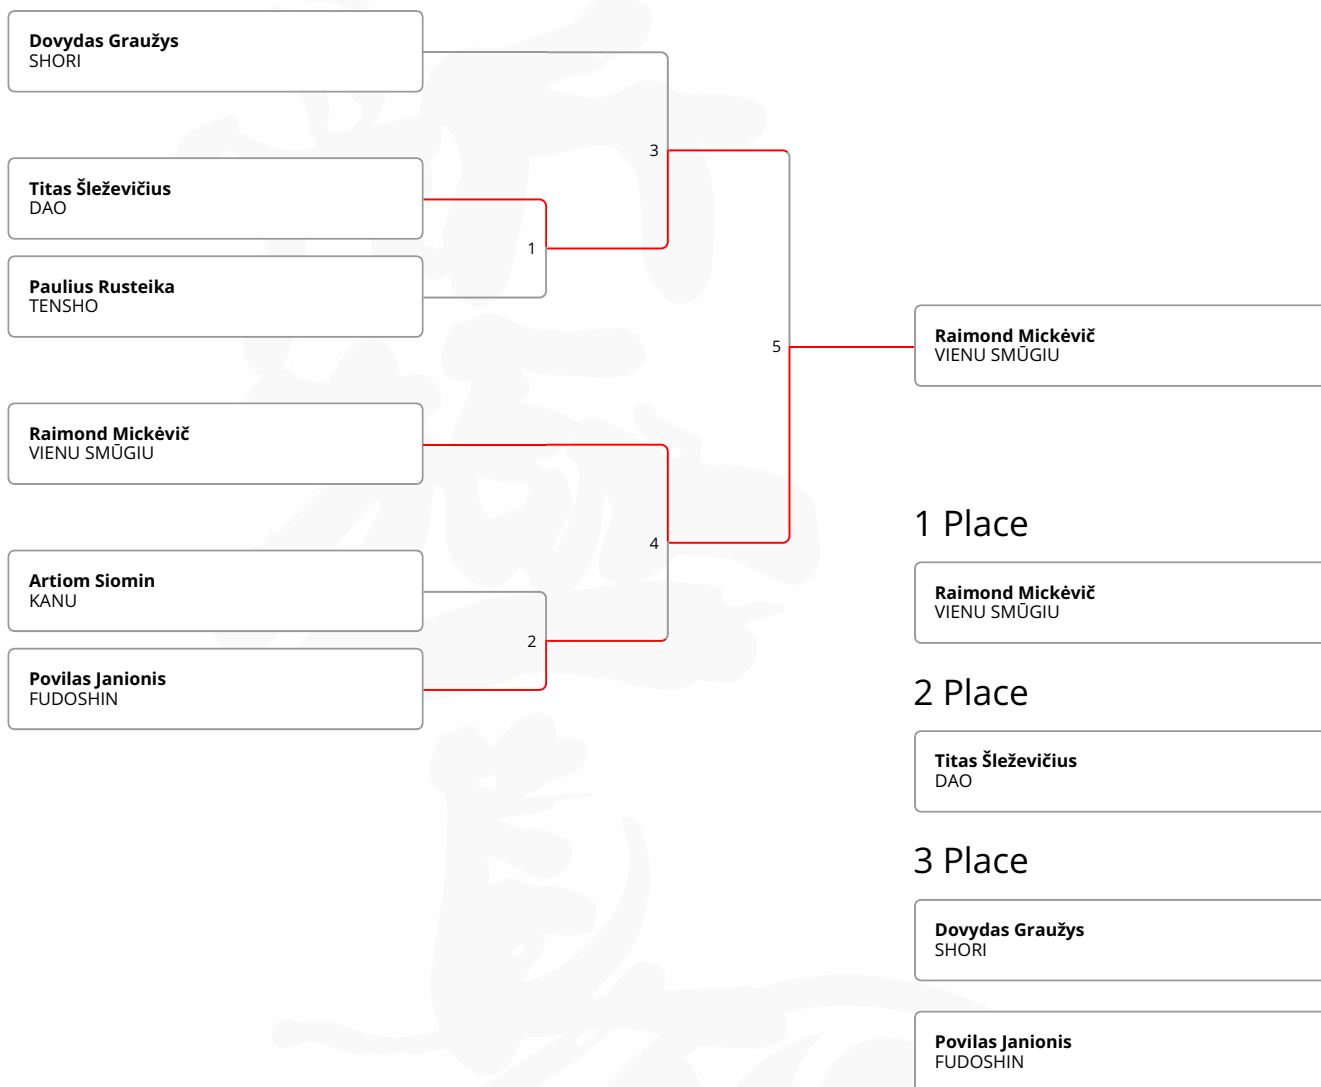 Dovydas Graužys
SHORI
Titas Šleževičius
DAO
Paulius Rusteika
TENSHO
Raimond Mickėvič
VIENU SMŪGIU
Artiom Siomin
KANU
Povilas Janionis
FUDOSHIN
1
2
3
4
5
Raimond Mickėvič
VIENU SMŪGIU
1 Place
Raimond Mickėvič
VIENU SMŪGIU
2 Place
Titas Šleževičius
DAO
3 Place
Dovydas Graužys
SHORI
Povilas Janionis
FUDOSHIN